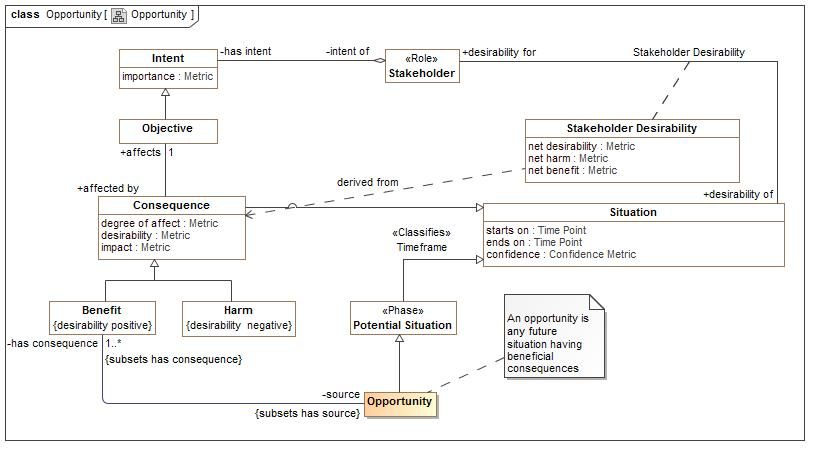 class Opportunity [ Opportunity ]
-has intent
-intent of
+desirability for
Stakeholder Desirability
Intent
importance : Metric
«Role»
Stakeholder
Objective
+affects 1
Stakeholder Desirability
net desirability : Metric
net harm : Metric
net benefit : Metric
derived from
+affected by
+desirability of
Consequence
degree of affect : Metric
desirability : Metric
impact : Metric
Situation
starts on : Time Point
ends on : Time Point
confidence : Confidence Metric
«Classifies»
Timeframe
Benefit
{desirability positive}
Harm
{desirability negative}
«Phase»
Potential Situation
An opportunity is
any future
situation having
beneficial
consequences
-has consequence 1..*
{subsets has consequence}
-source
{subsets has source}
Opportunity